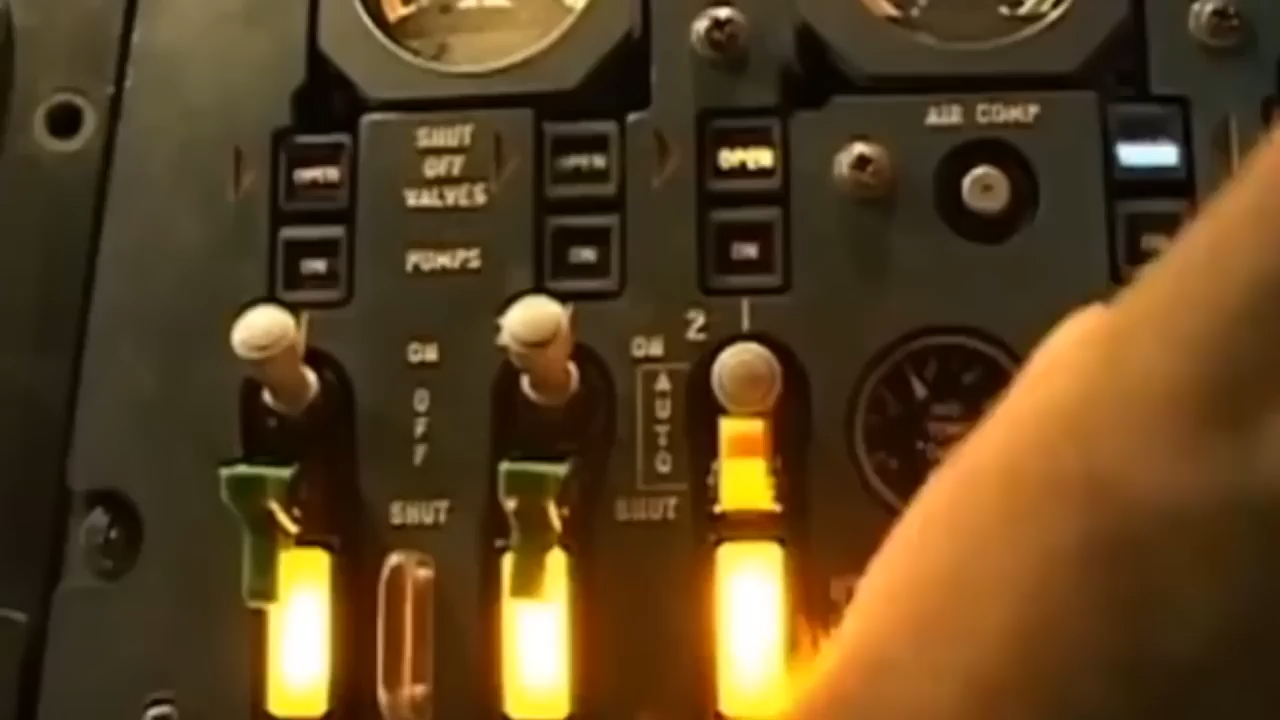 AIR COMP
SHUT
OFF
VALVES
OPEN
OPEN
OPEN
PUMPS
ON
ON
ON
2
ON
ON
OFF
AUTO
SHUT
SHUT